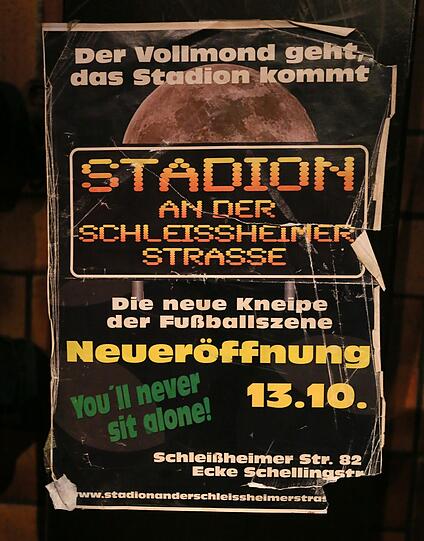 Der Vollmond geht,
das Stadion kommt
STADION
AN DER
SCHLEISSHEIMER
STRASSE
Die neue Kneipe
der Fußballszene
Neueröffnung
You´ll never
sit alone!
13.10.
Schleißheimer Str. 82
Ecke Schellingstr
www.stadionanderschleissheimerstras